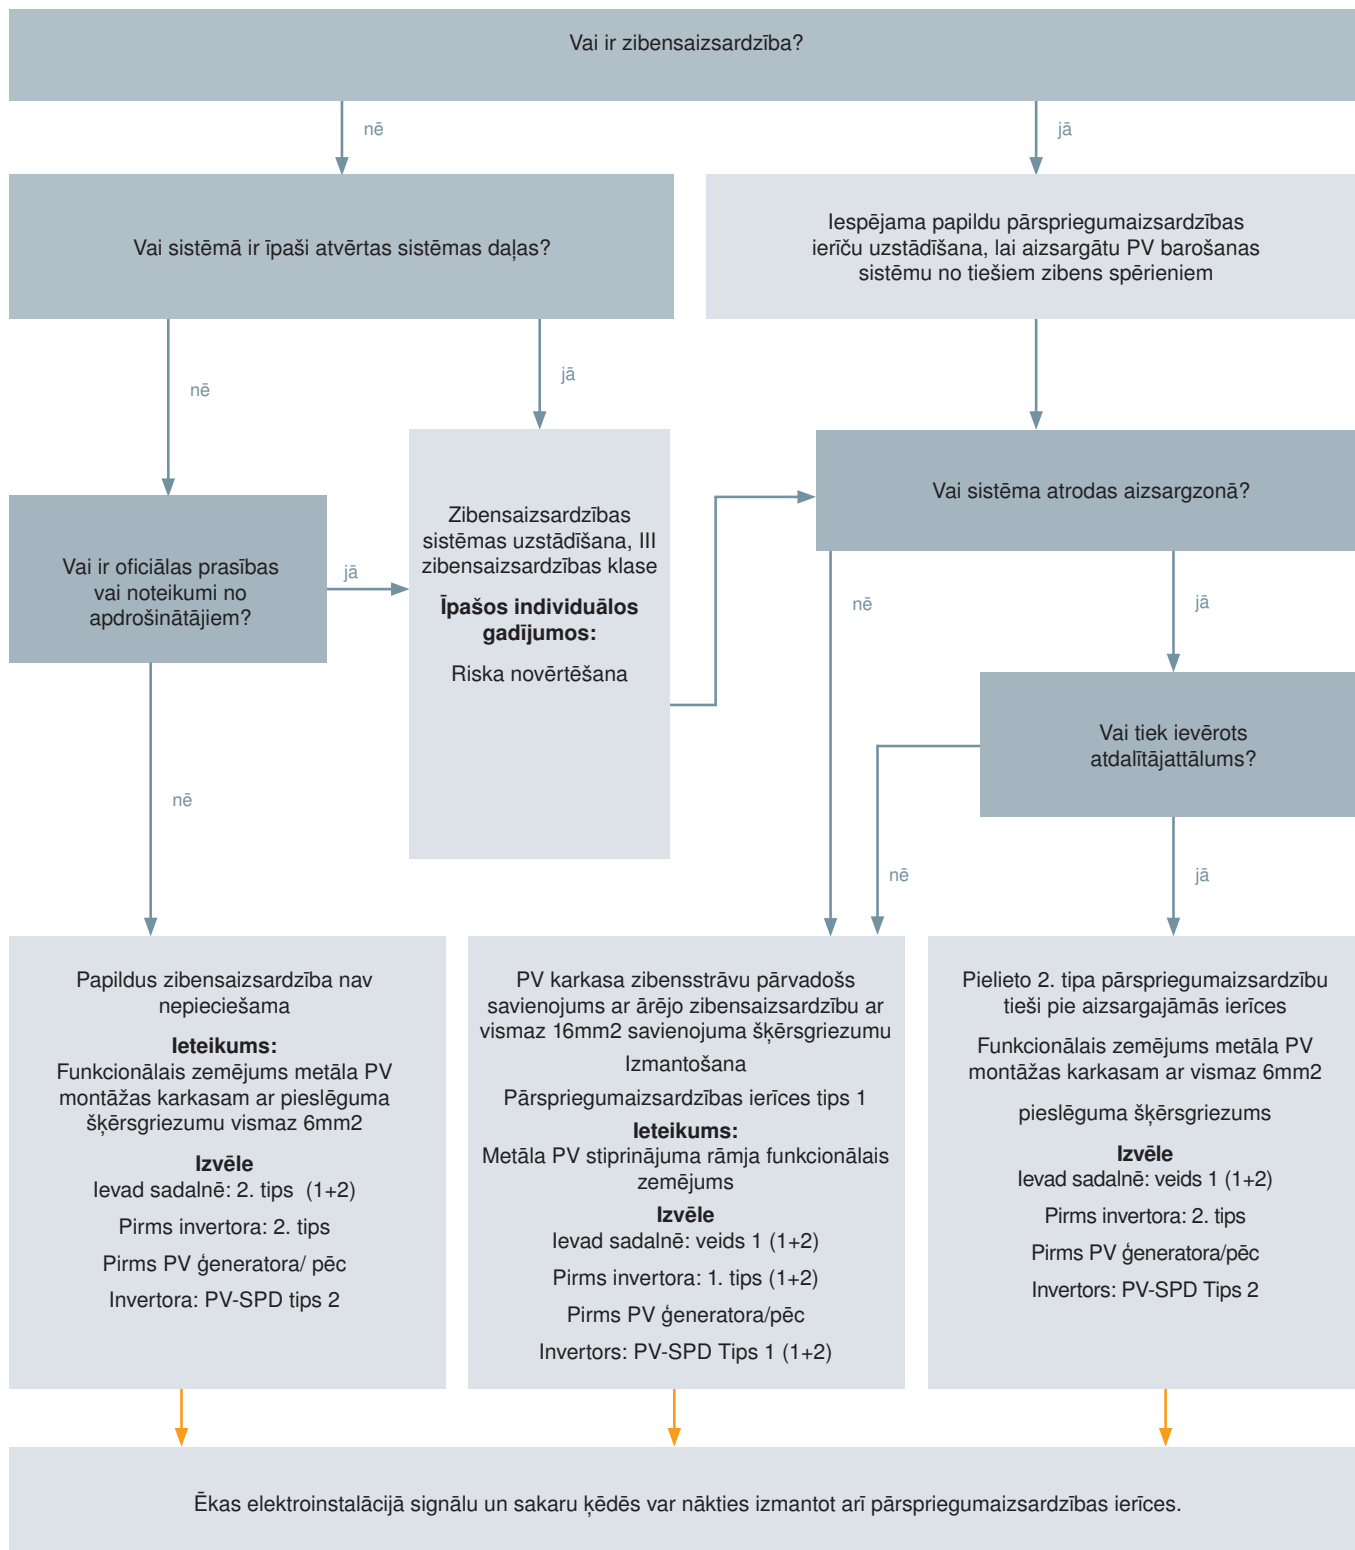 Vai ir zibensaizsardzība?
nē
jā
Vai sistēmā ir īpaši atvērtas sistēmas daļas?
Iespējama papildu pārspriegumaizsardzības
ierīču uzstādīšana, lai aizsargātu PV barošanas
sistēmu no tiešiem zibens spērieniem
nē
jā
Vai ir oficiālas prasības
vai noteikumi no
apdrošinātājiem?
jā
Zibensaizsardzības
sistēmas uzstādīšana, III
zibensaizsardzības klase
Īpašos individuālos
gadījumos:
Riska novērtēšana
Vai sistēma atrodas aizsargzonā?
nē
jā
Vai tiek ievērots
atdalītājattālums?
nē
nē
jā
Papildus zibensaizsardzība nav
nepieciešama
Ieteikums:
Funkcionālais zemējums metāla PV
montāžas karkasam ar pieslēguma
šķērsgriezumu vismaz 6mm2
Izvēle
Ievad sadalnē: 2. tips (1+2)
Pirms invertora: 2. tips
Pirms PV ģeneratora/ pēc
Invertora: PV-SPD tips 2
PV karkasa zibensstrāvu pārvadošs
savienojums ar ārējo zibensaizsardzību ar
vismaz 16mm2 savienojuma šķērsgriezumu
Izmantošana
Pārspriegumaizsardzības ierīces tips 1
Ieteikums:
Metāla PV stiprinājuma rāmja funkcionālais
zemējums
Izvēle
Ievad sadalnē: veids 1 (1+2)
Pirms invertora: 1. tips (1+2)
Pirms PV ģeneratora/pēc
Invertors: PV-SPD Tips 1 (1+2)
Pielieto 2. tipa pārspriegumaizsardzību
tieši pie aizsargajāmās ierīces
Funkcionālais zemējums metāla PV
montāžas karkasam ar vismaz 6mm2
pieslēguma šķērsgriezums
Izvēle
Ievad sadalnē: veids 1 (1+2)
Pirms invertora: 2. tips
Pirms PV ģeneratora/pēc
Invertors: PV-SPD Tips 2
Ēkas elektroinstalācijā signālu un sakaru ķēdēs var nākties izmantot arī pārspriegumaizsardzības ierīces.